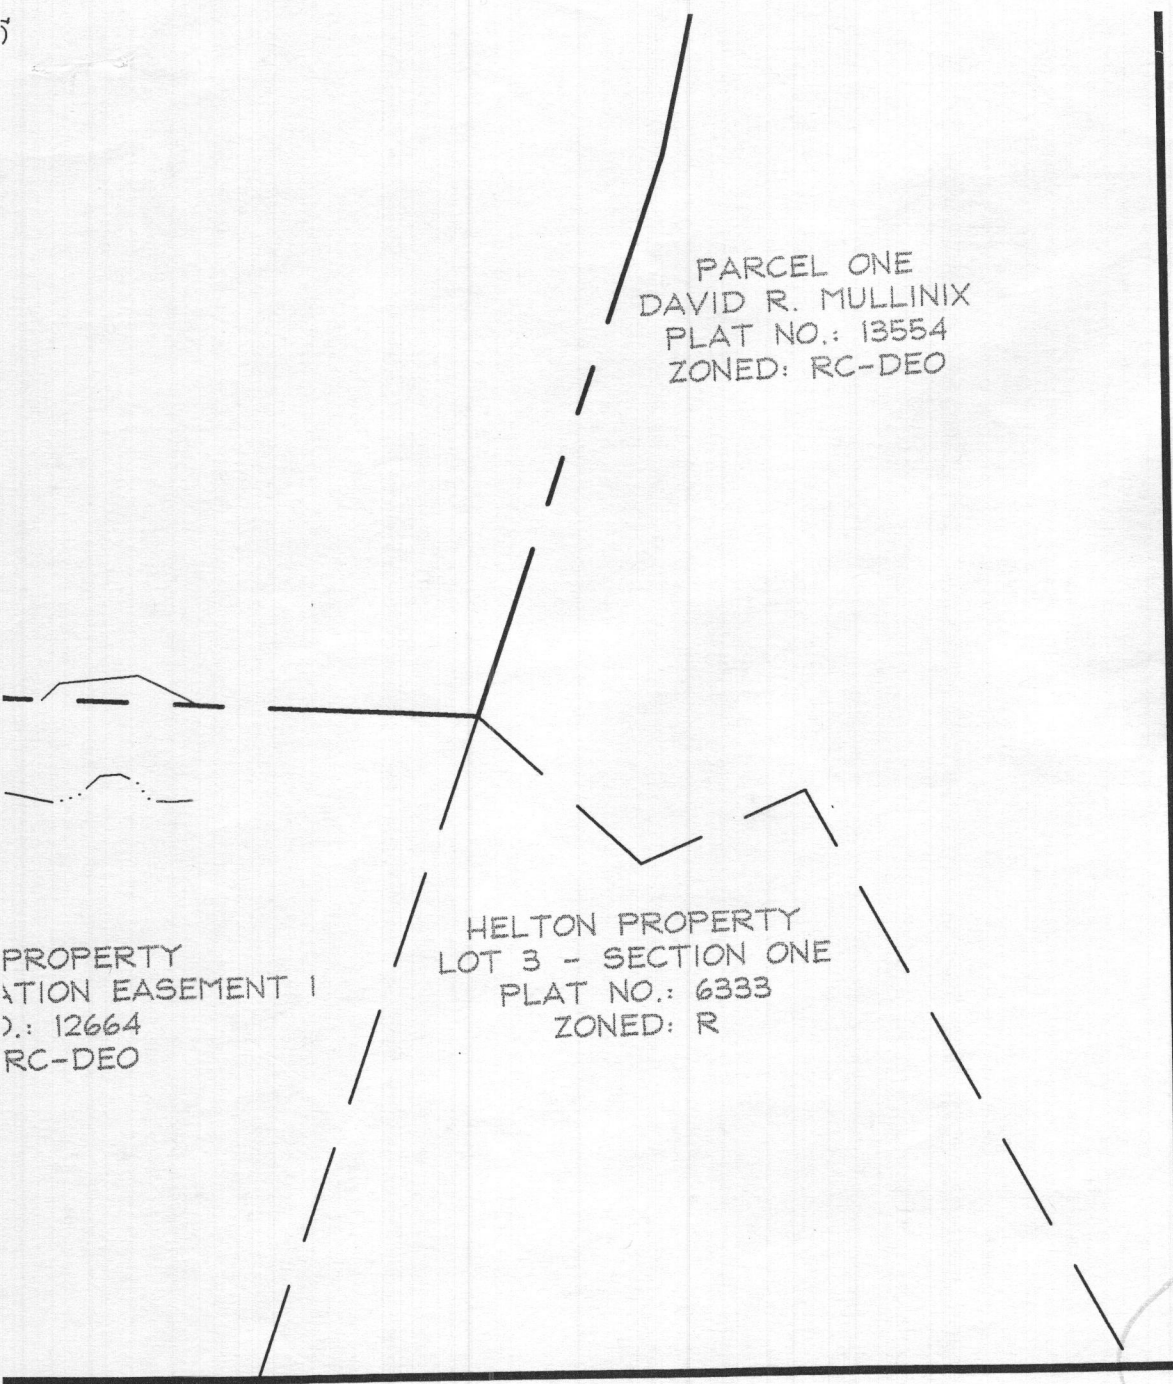 PARCEL ONE
DAVID R. MULLINIX
PLAT NO.: 13554
ZONED: RC-DEO
HELTON PROPERTY
LOT 3 - SECTION ONE
PLAT NO.: 6333
ZONED: R
PROPERTY
ATION EASEMENT 1
O.: 12664
RC-DEO